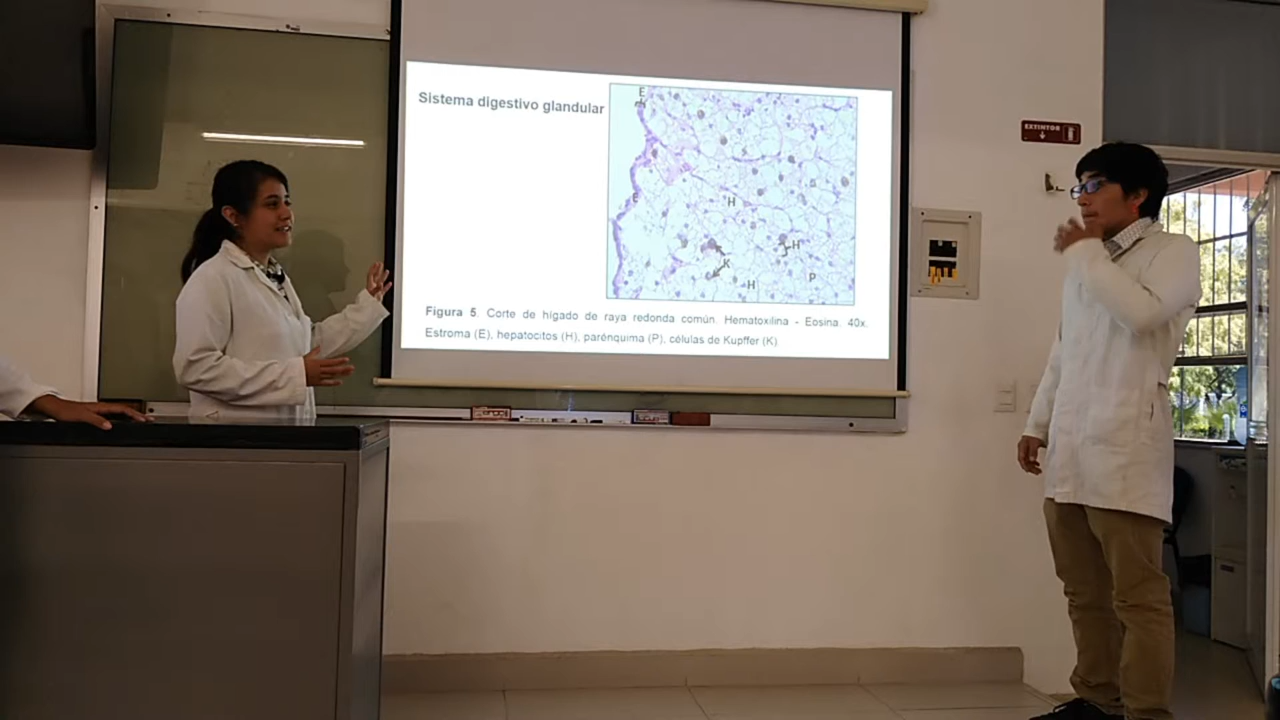 Sistema digestivo glandular
E
E
H
H
K
P
H
Figura 5. Corte de hígado de raya redonda común. Hematoxilina - Eosina. 40x.
Estroma (E), hepatocitos (H), parénquima (P), células de Kupffer (K)
EXTINTOR